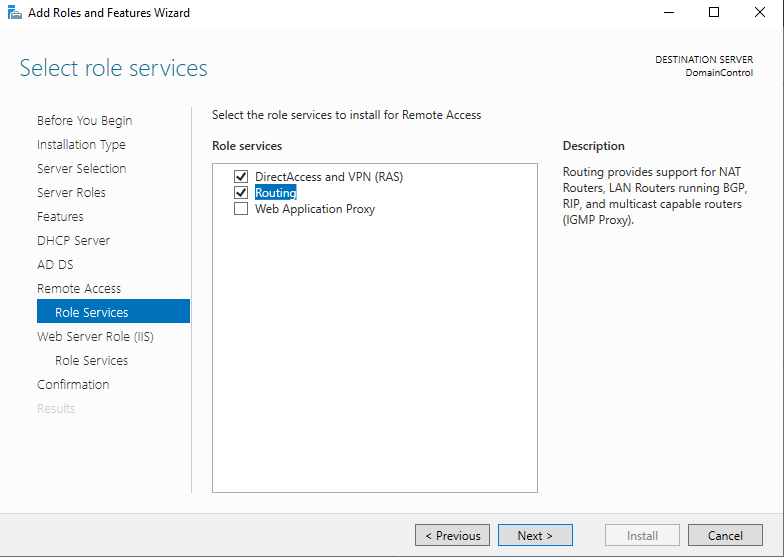 Add Roles and Features Wizard
Select role services
DESTINATION SERVER
DomainControl
Before You Begin
Installation Type
Server Selection
Server Roles
Features
DHCP Server
AD DS
Remote Access
Role Services
Web Server Role (IIS)
Role Services
Confirmation
Results
Select the role services to install for Remote Access
Role services
DirectAccess and VPN (RAS)
Routing
Web Application Proxy
Description
Routing provides support for NAT
Routers, LAN Routers running BGP,
RIP, and multicast capable routers
(IGMP Proxy).
< Previous
Next >
Install
Cancel